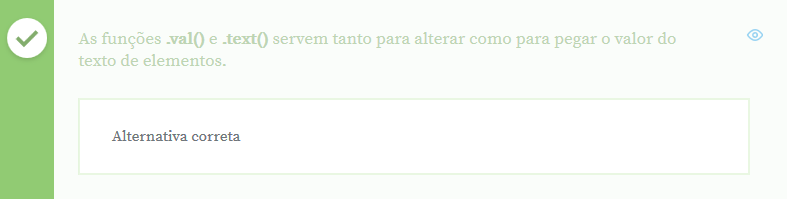 As funções .val() e .text() servem tanto para alterar como para pegar o valor do
texto de elementos.
Alternativa correta